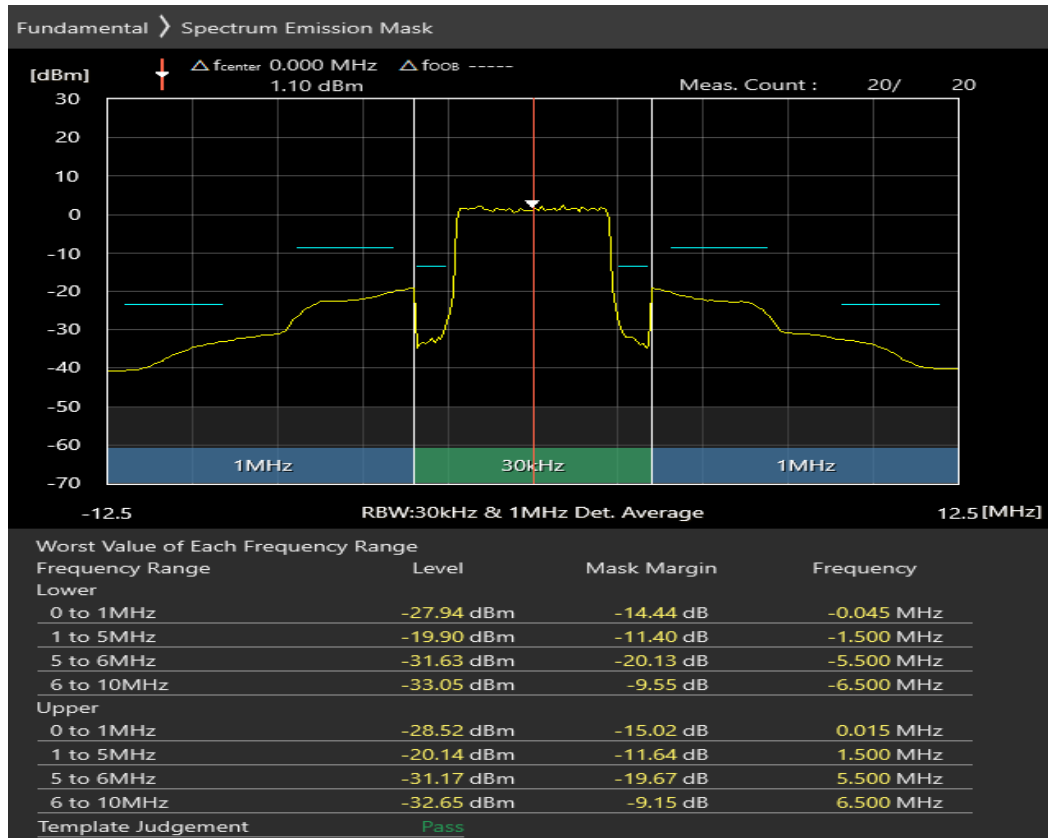 Fundamental ❯ Spectrum Emission Mask
[dBm] △ fcenter 0.000 MHz △ fOOB -----
1.10 dBm Meas. Count : 20/ 20
30
20
10
0
-10
-20
-30
-40
-50
-60
1MHz 30kHz 1MHz
-70
-12.5 RBW:30kHz & 1MHz Det. Average 12.5 [MHz]
Worst Value of Each Frequency Range
Frequency Range Level Mask Margin Frequency
Lower
0 to 1MHz -27.94 dBm -14.44 dB -0.045 MHz
1 to 5MHz -19.90 dBm -11.40 dB -1.500 MHz
5 to 6MHz -31.63 dBm -20.13 dB -5.500 MHz
6 to 10MHz -33.05 dBm -9.55 dB -6.500 MHz
Upper
0 to 1MHz -28.52 dBm -15.02 dB 0.015 MHz
1 to 5MHz -20.14 dBm -11.64 dB 1.500 MHz
5 to 6MHz -31.17 dBm -19.67 dB 5.500 MHz
6 to 10MHz -32.65 dBm -9.15 dB 6.500 MHz
Template Judgement Pass